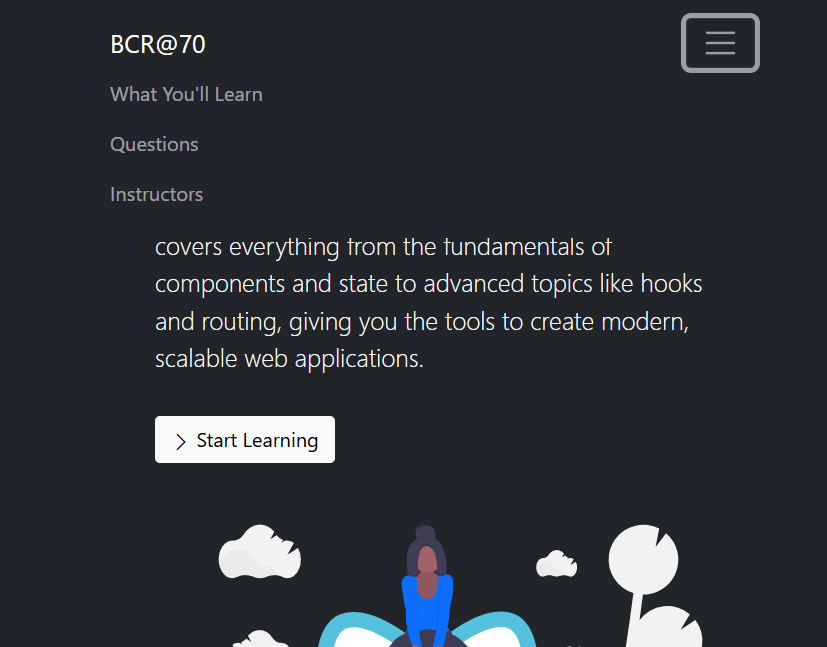 BCR@70
What You'll Learn
Questions
Instructors
covers everything from the fundamentals of
components and state to advanced topics like hooks
and routing, giving you the tools to create modern,
scalable web applications.
Start Learning